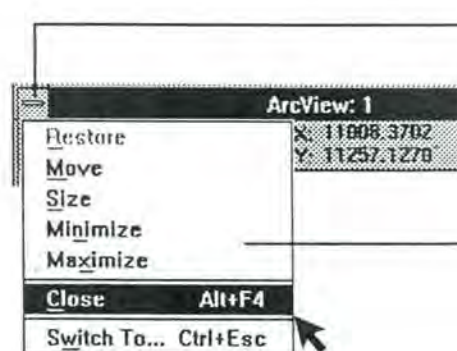 ArcView: 1
X: 11008.3702
Y: 11257.1270
Restore
Move
Size
Minimize
Maximize
Close Alt+F4
Switch To... Ctrl+Esc